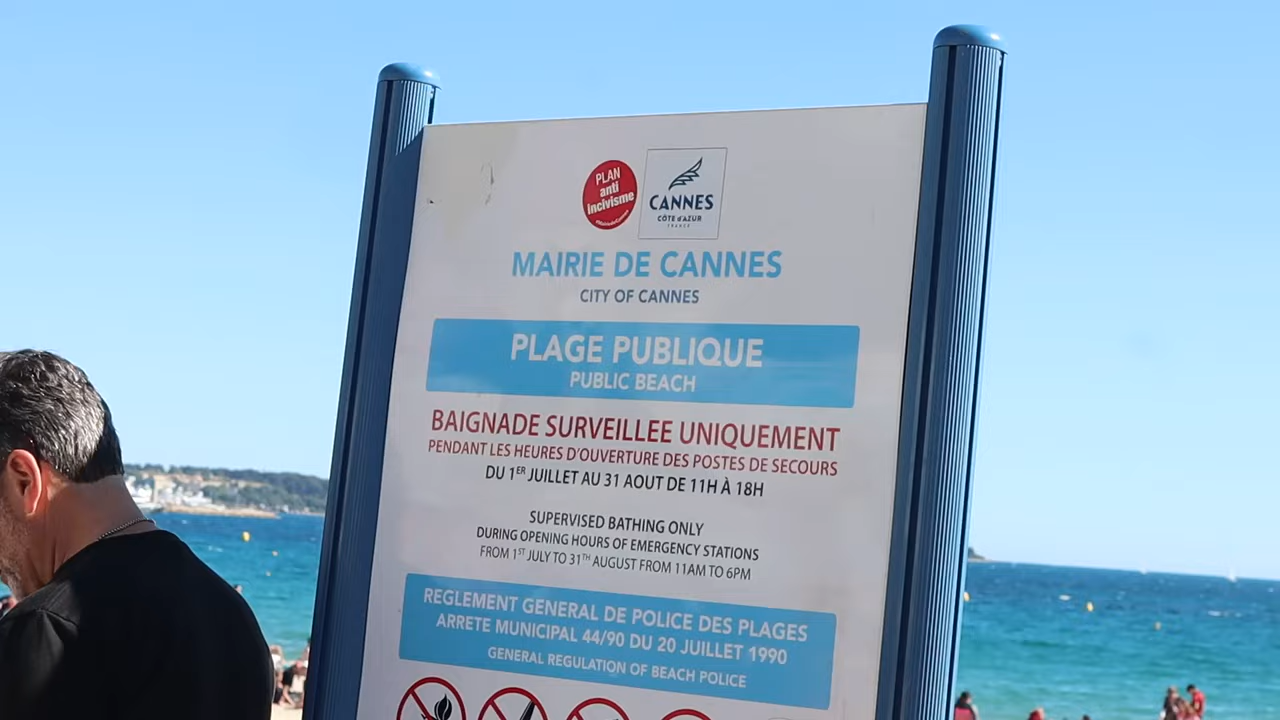 PLAN
anti
incivisme
CANNES
CÔTE d'AZUR
FRANCE
MAIRIE DE CANNES
CITY OF CANNES
PLAGE PUBLIQUE
PUBLIC BEACH
BAIGNADE SURVEILLEE UNIQUEMENT
PENDANT LES HEURES D'OUVERTURE DES POSTES DE SECOURS
DU 1ER JUILLET AU 31 AOUT DE 11H À 18H
SUPERVISED BATHING ONLY
DURING OPENING HOURS OF EMERGENCY STATIONS
FROM 1ST JULY TO 31TH AUGUST FROM 11AM TO 6PM
REGLEMENT GENERAL DE POLICE DES PLAGES
ARRETE MUNICIPAL 44/90 DU 20 JUILLET 1990
GENERAL REGULATION OF BEACH POLICE